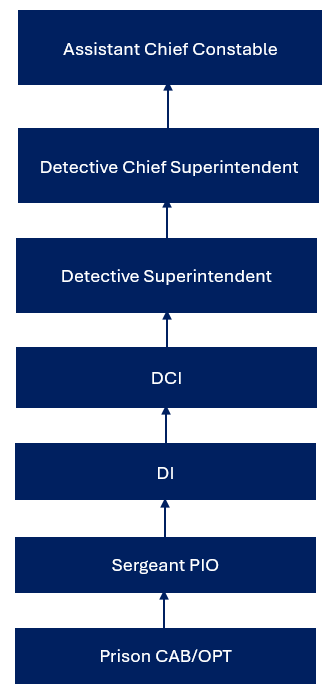 Assistant Chief Constable
Detective Chief Superintendent
Detective Superintendent
DCI
DI
Sergeant PIO
Prison CAB/OPT